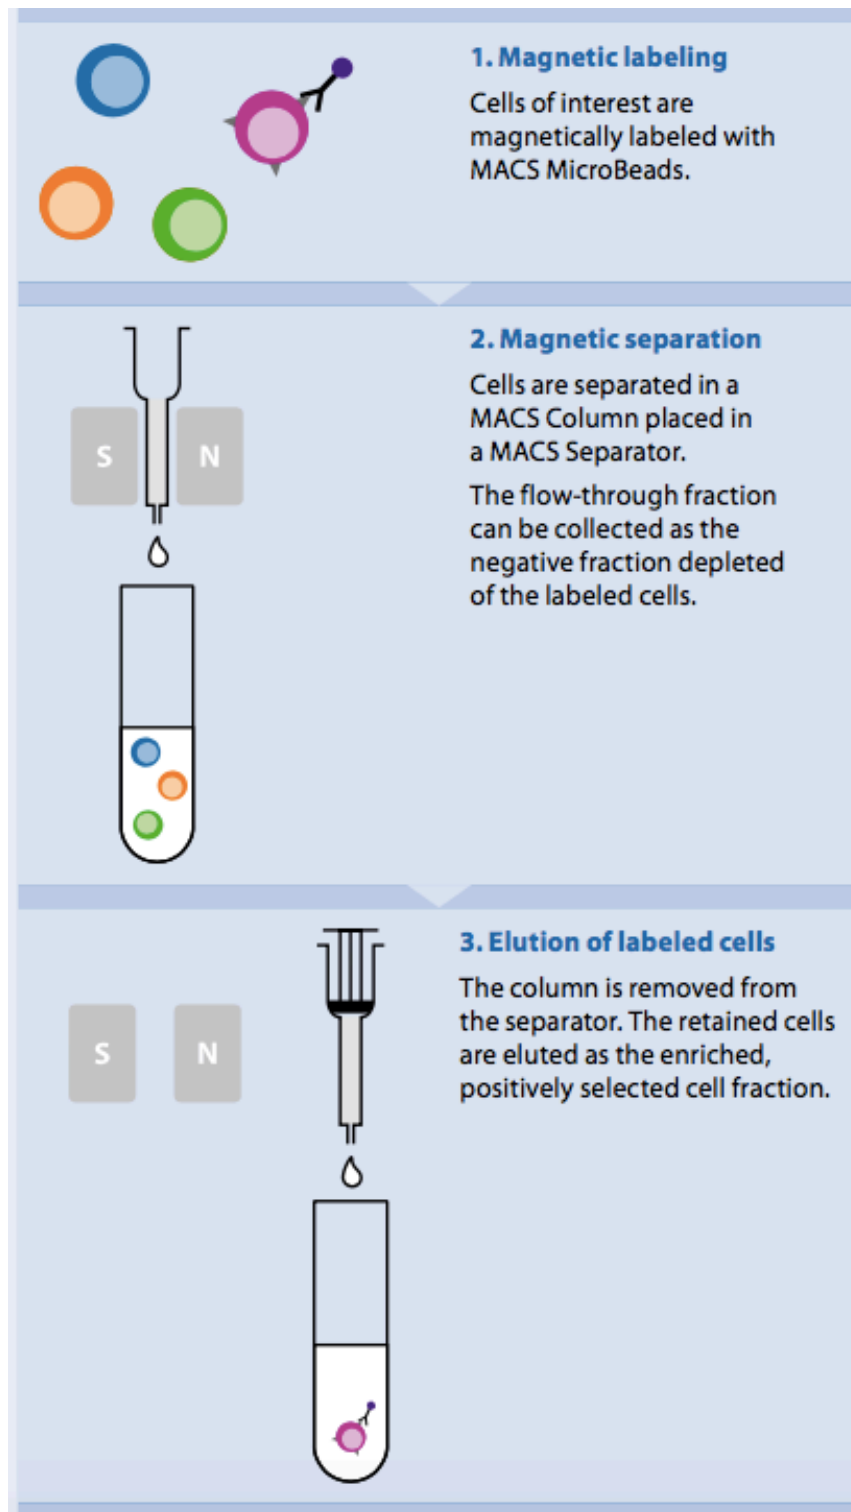 1. Magnetic labeling
Cells of interest are
magnetically labeled with
MACS MicroBeads.
2. Magnetic separation
Cells are separated in a
MACS Column placed in
a MACS Separator.
The flow-through fraction
can be collected as the
negative fraction depleted
of the labeled cells.
S N
3. Elution of labeled cells
The column is removed from
the separator. The retained cells
are eluted as the enriched,
positively selected cell fraction.
S N